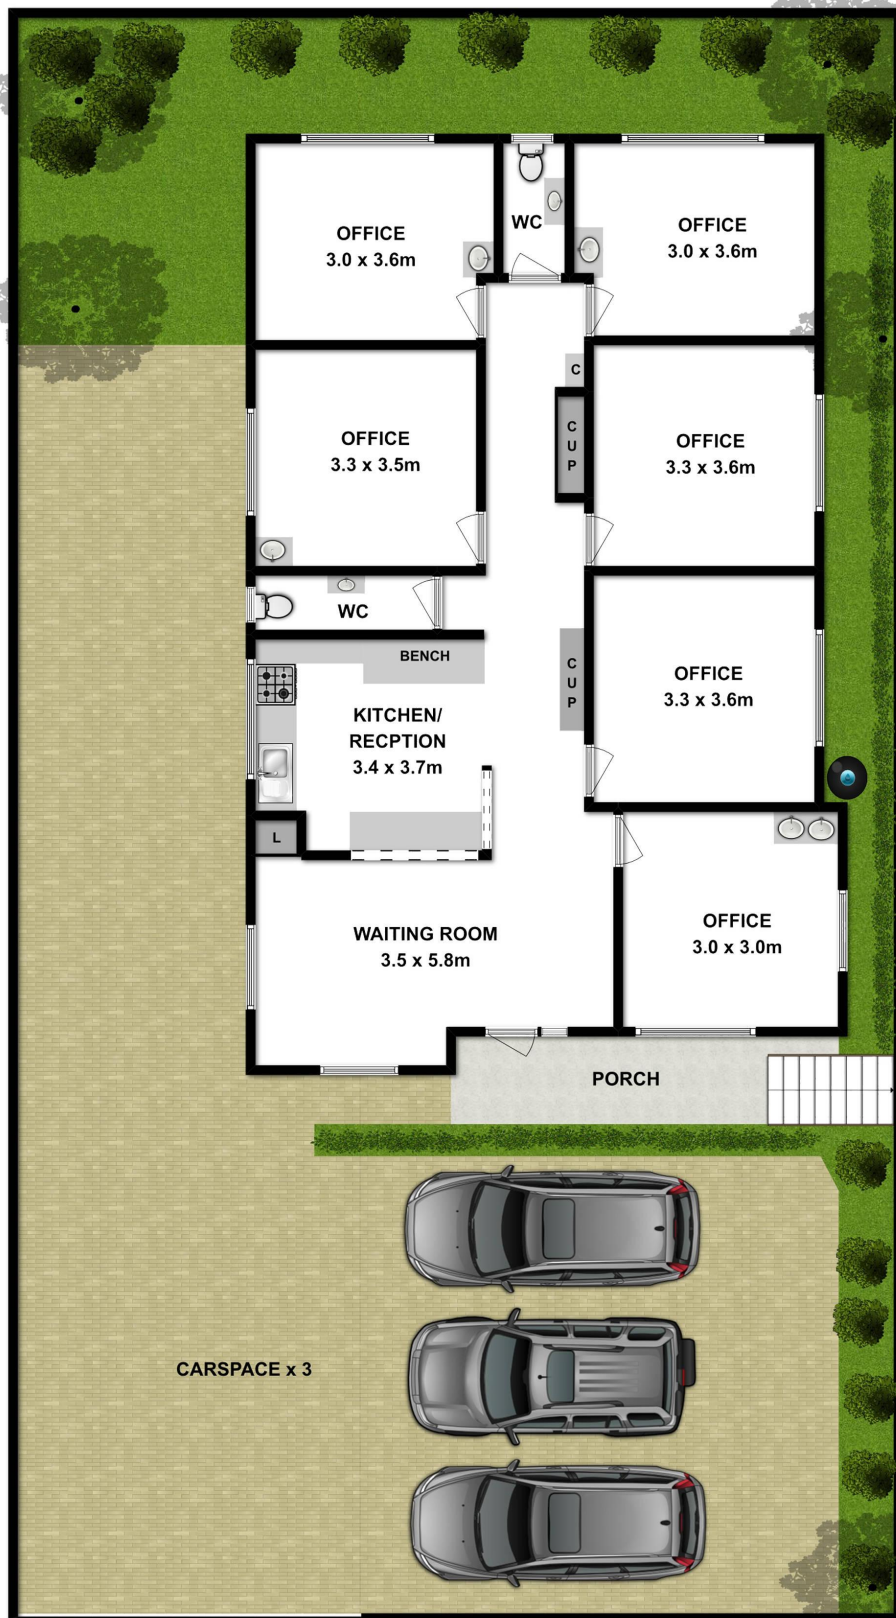 OFFICE
3.0 x 3.6m
WC
OFFICE
3.0 x 3.6m
C
CUP
OFFICE
3.3 x 3.5m
OFFICE
3.3 x 3.6m
WC
BENCH
CUP
OFFICE
3.3 x 3.6m
KITCHEN/
RECPTION
3.4 x 3.7m
L
WAITING ROOM
3.5 x 5.8m
OFFICE
3.0 x 3.0m
PORCH
CARSPACE x 3